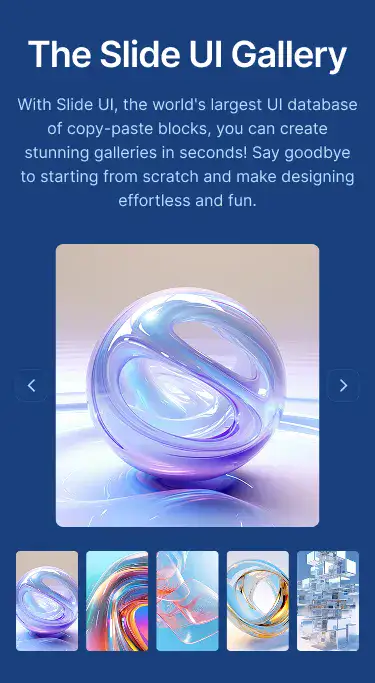 The Slide UI Gallery
With Slide UI, the world's largest UI database
of copy-paste blocks, you can create
stunning galleries in seconds! Say goodbye
to starting from scratch and make designing
effortless and fun.